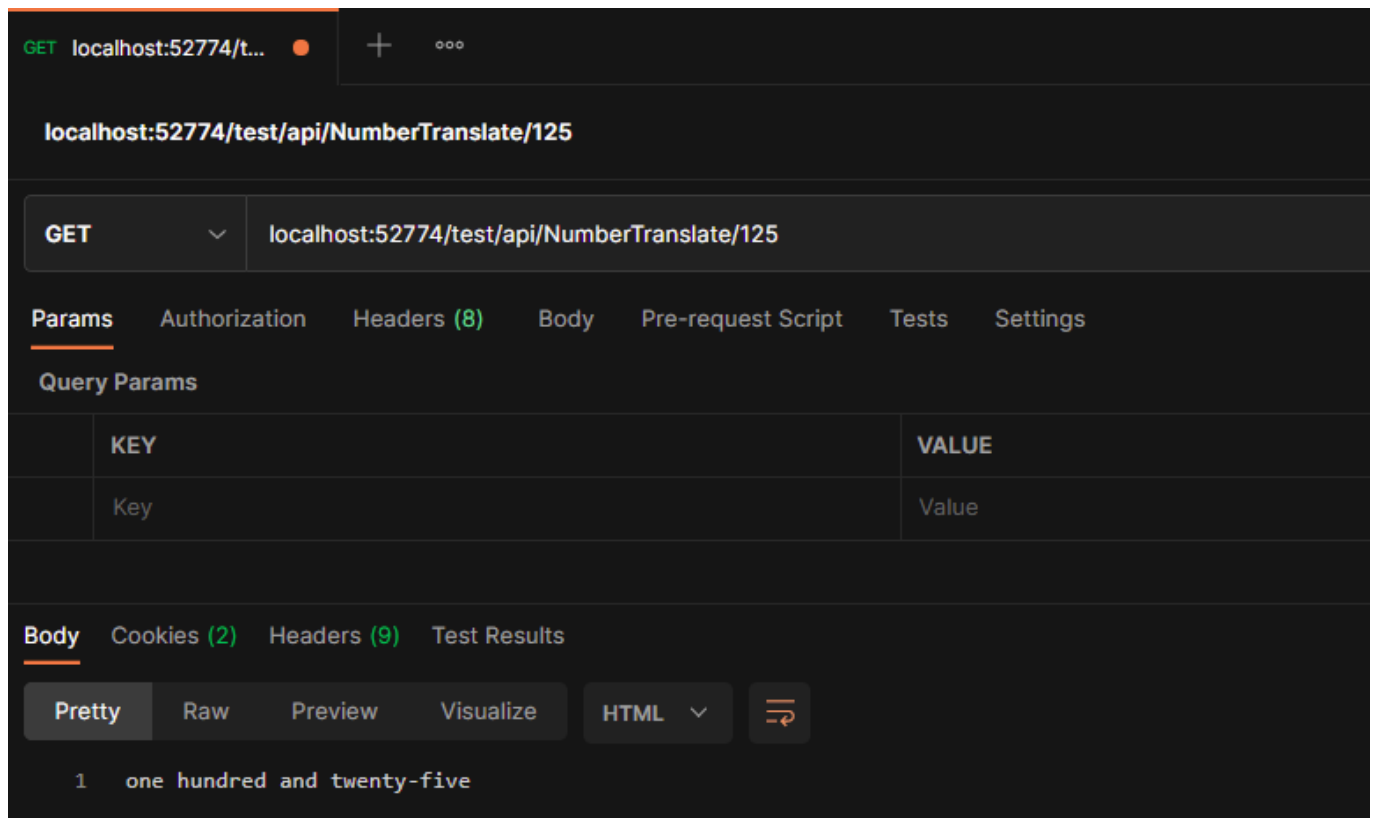 GET localhost:52774/t...
localhost:52774/test/api/NumberTranslate/125
GET localhost:52774/test/api/NumberTranslate/125
Params Authorization Headers (8) Body Pre-request Script Tests Settings
Query Params
KEY VALUE
Key Value
Body Cookies (2) Headers (9) Test Results
Pretty Raw Preview Visualize HTML
1 one hundred and twenty-five